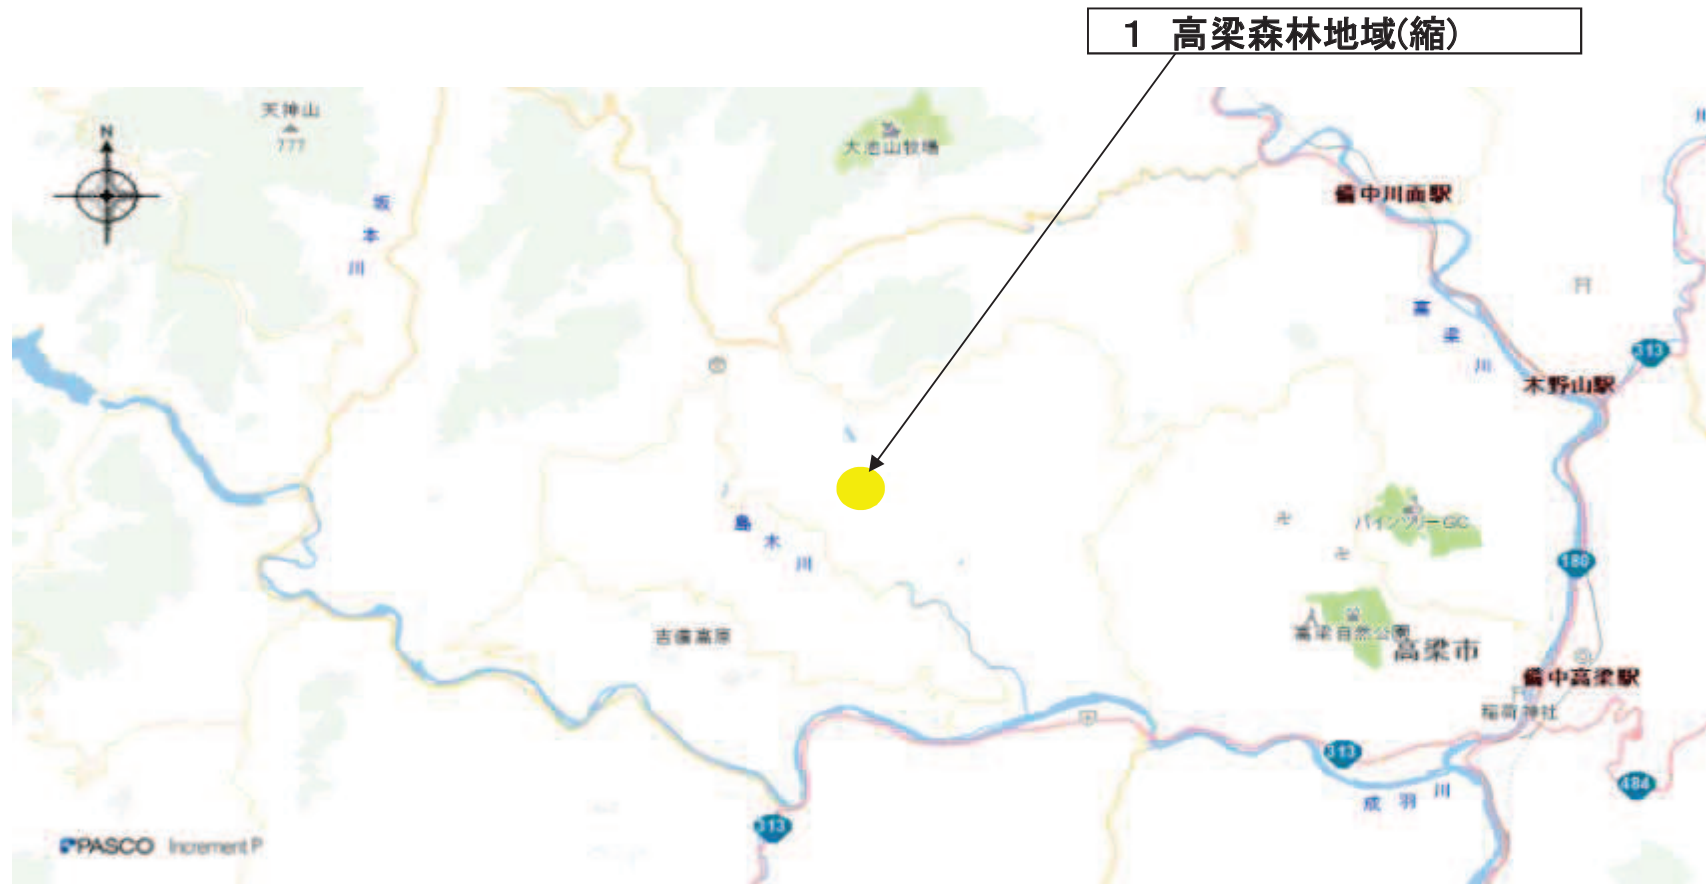 1 高梁森林地域(縮)
天神山
777
N
大池山牧場
坂本川
備中川面駅
高梁川
313
木野山駅
島木川
パインツリーGC
180
吉備高原
高梁自然公園
高梁市
備中高梁駅
稲荷神社
313
484
成羽川
313
PASCO Increment P